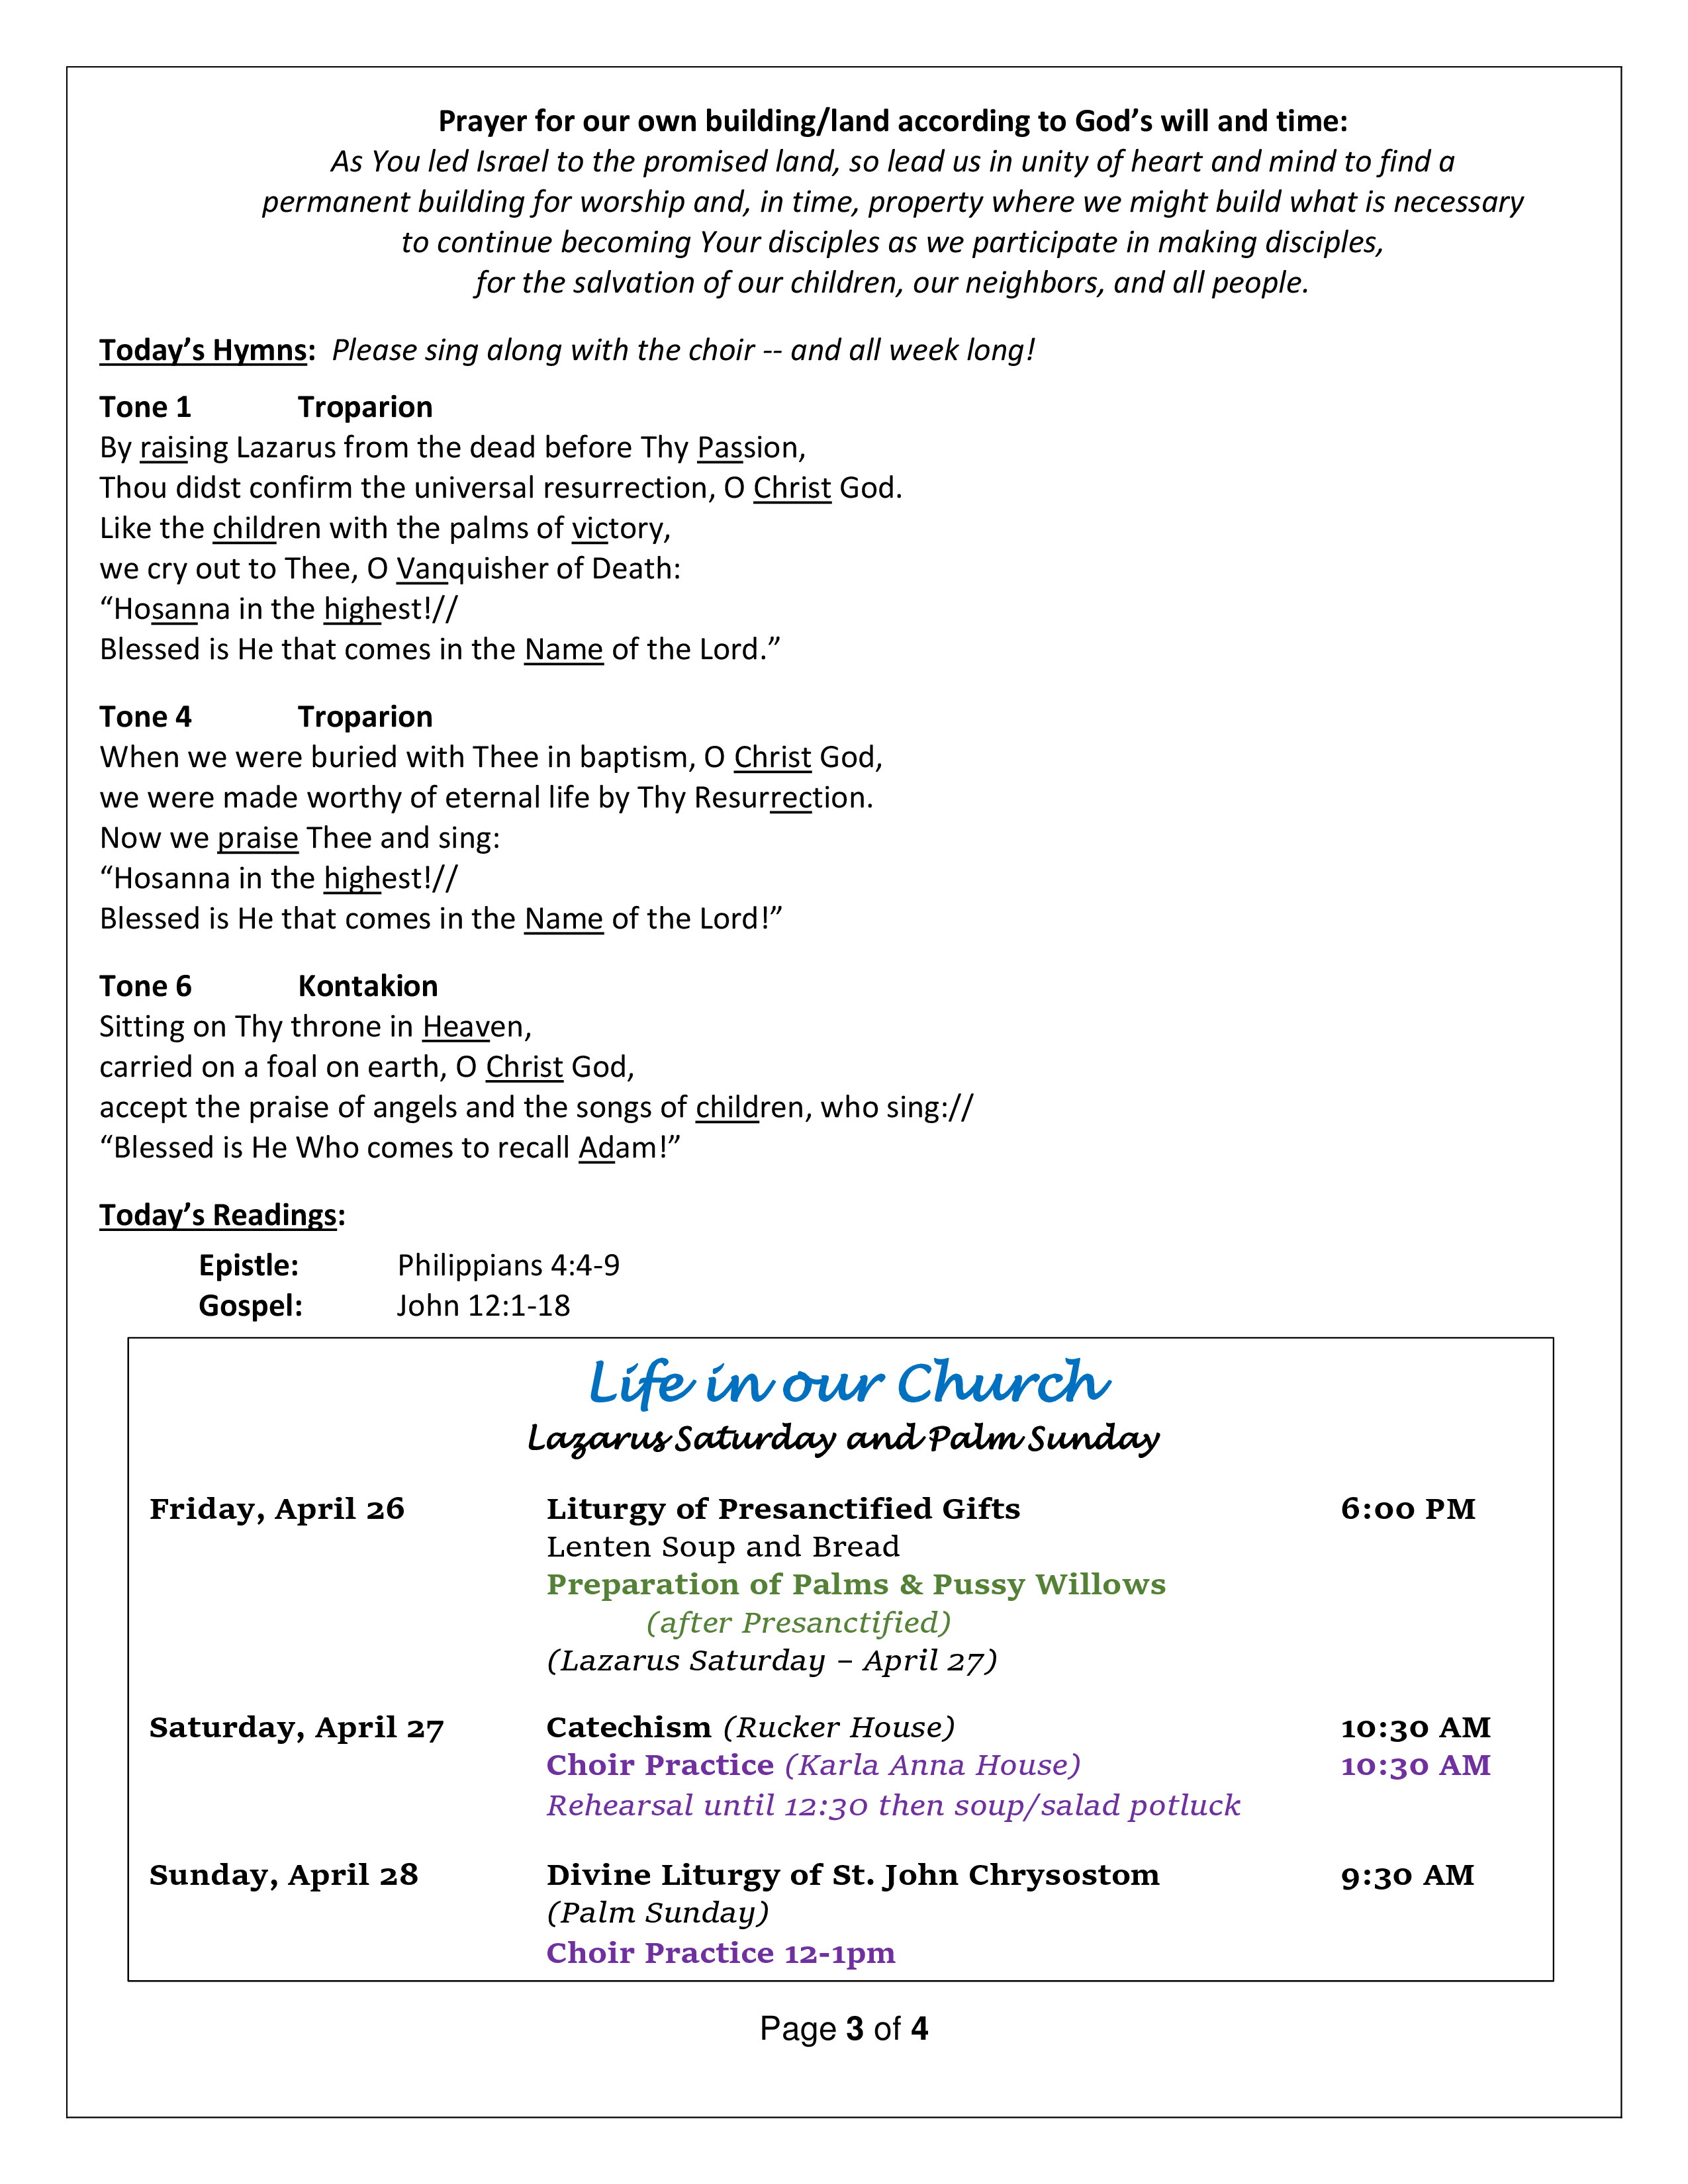 Prayer for our own building/land according to God’s will and time:
As You led Israel to the promised land, so lead us in unity of heart and mind to find a
permanent building for worship and, in time, property where we might build what is necessary
to continue becoming Your disciples as we participate in making disciples,
for the salvation of our children, our neighbors, and all people.
Today’s Hymns: Please sing along with the choir -- and all week long!
Tone 1 Troparion
By raising Lazarus from the dead before Thy Passion,
Thou didst confirm the universal resurrection, O Christ God.
Like the children with the palms of victory,
we cry out to Thee, O Vanquisher of Death:
“Hosanna in the highest!//
Blessed is He that comes in the Name of the Lord.”
Tone 4 Troparion
When we were buried with Thee in baptism, O Christ God,
we were made worthy of eternal life by Thy Resurrection.
Now we praise Thee and sing:
“Hosanna in the highest!//
Blessed is He that comes in the Name of the Lord!”
Tone 6 Kontakion
Sitting on Thy throne in Heaven,
carried on a foal on earth, O Christ God,
accept the praise of angels and the songs of children, who sing://
“Blessed is He Who comes to recall Adam!”
Today’s Readings:
Epistle: Philippians 4:4-9
Gospel: John 12:1-18
Life in our Church
Lazarus Saturday and Palm Sunday
Friday, April 26 Liturgy of Presanctified Gifts 6:00 PM
Lenten Soup and Bread
Preparation of Palms & Pussy Willows
(after Presanctified)
(Lazarus Saturday – April 27)
Saturday, April 27 Catechism (Rucker House) 10:30 AM
Choir Practice (Karla Anna House) 10:30 AM
Rehearsal until 12:30 then soup/salad potluck
Sunday, April 28 Divine Liturgy of St. John Chrysostom 9:30 AM
(Palm Sunday)
Choir Practice 12-1pm
Page 3 of 4